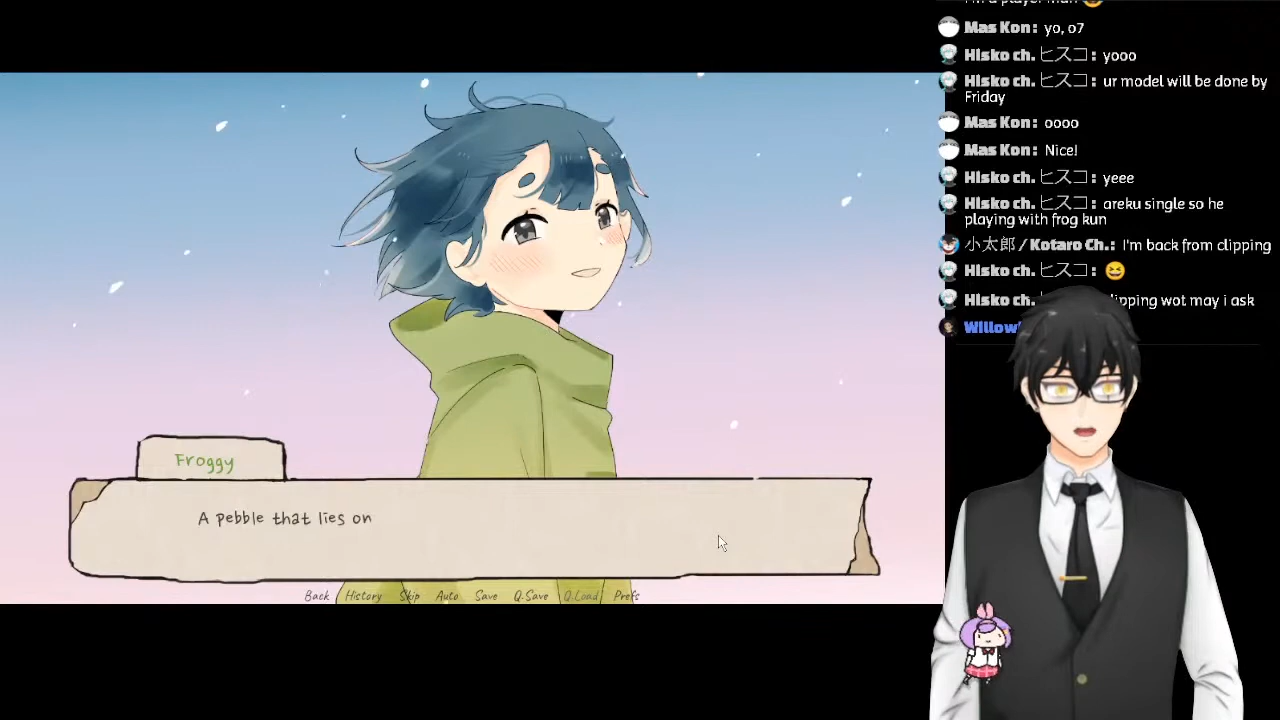 Mas Kon: yo, o7
Hisko ch. ヒスコ: yooo
Hisko ch. ヒスコ: ur model will be done by
Friday
Mas Kon: oooo
Mas Kon: Nice!
Hisko ch. ヒスコ: yeee
Hisko ch. ヒスコ: areku single so he
playing with frog kun
小太郎 / Kotaro Ch.: I'm back from clipping
Hisko ch. ヒスコ: 😆
Hisko ch. lipping wot may i ask
Willow
Froggy
A pebble that lies on
Back History Skip Auto Save Q.Save Q.Load Prefs